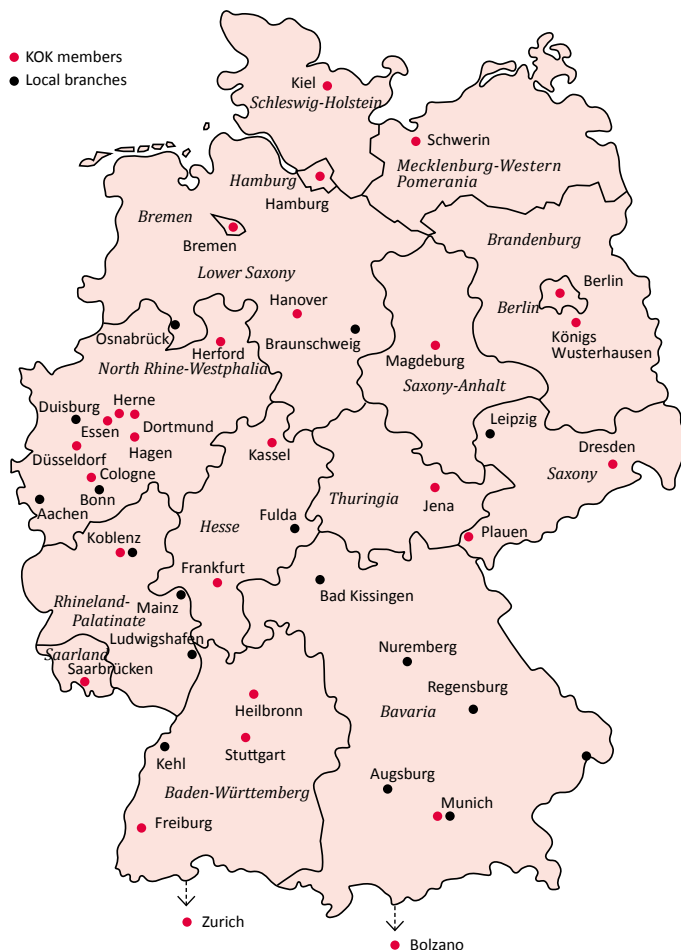 KOK members
Local branches
Kiel
Schleswig-Holstein
Schwerin
Mecklenburg-Western
Pomerania
Hamburg
Hamburg
Bremen
Bremen
Lower Saxony
Brandenburg
Berlin
Berlin
Königs
Wusterhausen
Hanover
Osnabrück
Braunschweig
Herford
North Rhine-Westphalia
Magdeburg
Saxony-Anhalt
Duisburg
Herne
Essen
Dortmund
Hagen
Düsseldorf
Cologne
Bonn
Aachen
Kassel
Leipzig
Dresden
Saxony
Thuringia
Jena
Plauen
Hesse
Fulda
Koblenz
Frankfurt
Bad Kissingen
Rhineland-
Palatinate
Mainz
Ludwigshafen
Saarland
Saarbrücken
Nuremberg
Regensburg
Bavaria
Heilbronn
Stuttgart
Kehl
Baden-Württemberg
Augsburg
Munich
Freiburg
Zurich
Bolzano